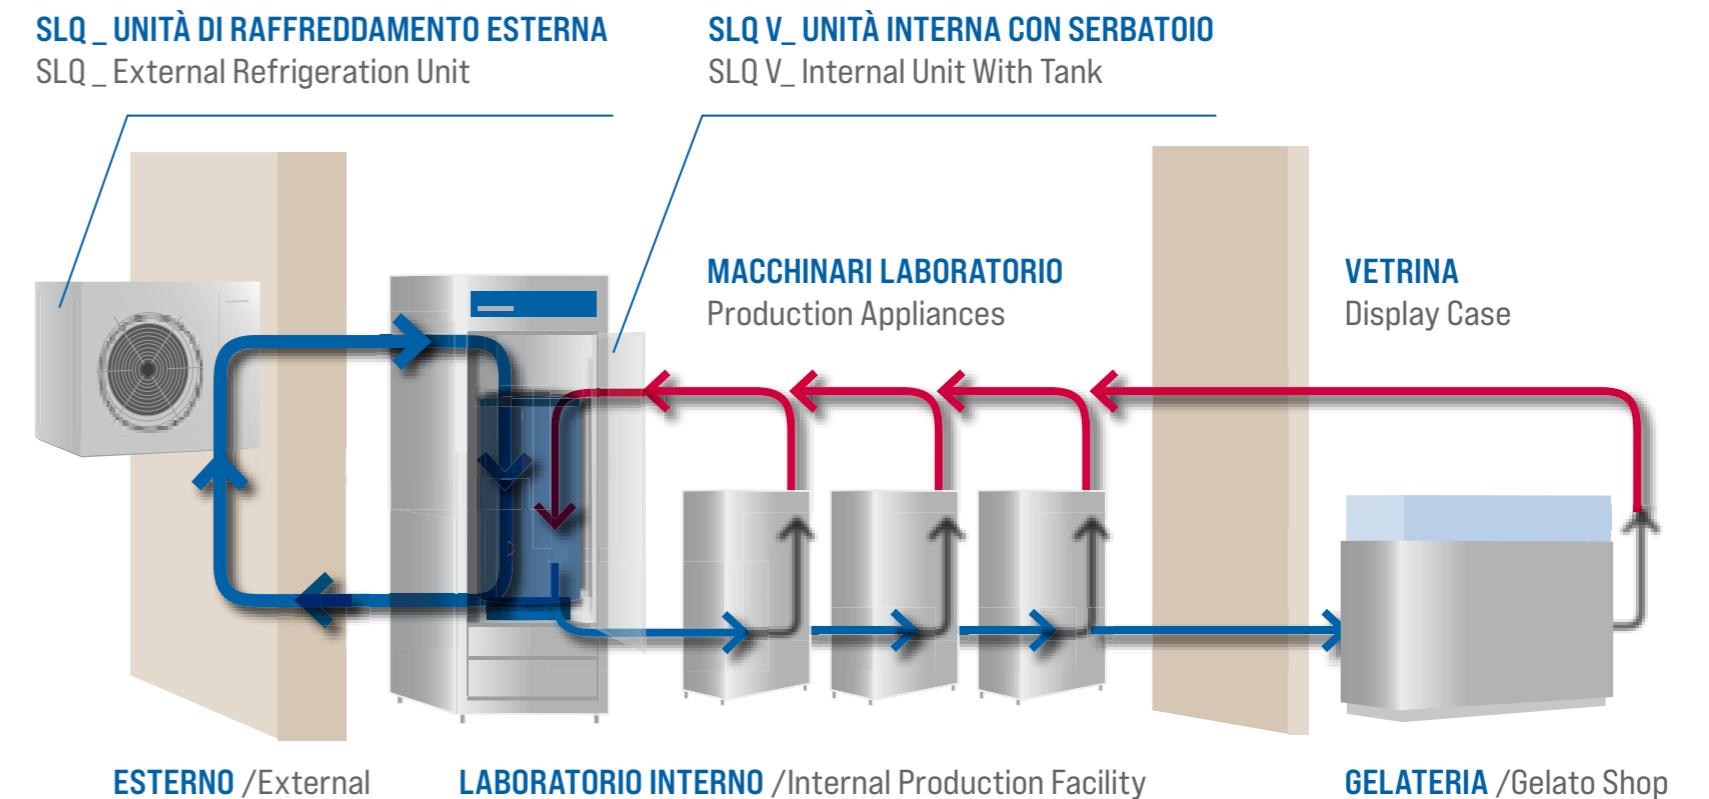 SLQ _ UNITÀ DI RAFFREDDAMENTO ESTERNA
SLQ _ External Refrigeration Unit
SLQ V_ UNITÀ INTERNA CON SERBATOIO
SLQ V_ Internal Unit With Tank
MACCHINARI LABORATORIO
Production Appliances
VETRINA
Display Case
ESTERNO /External
LABORATORIO INTERNO /Internal Production Facility
GELATERIA /Gelato Shop